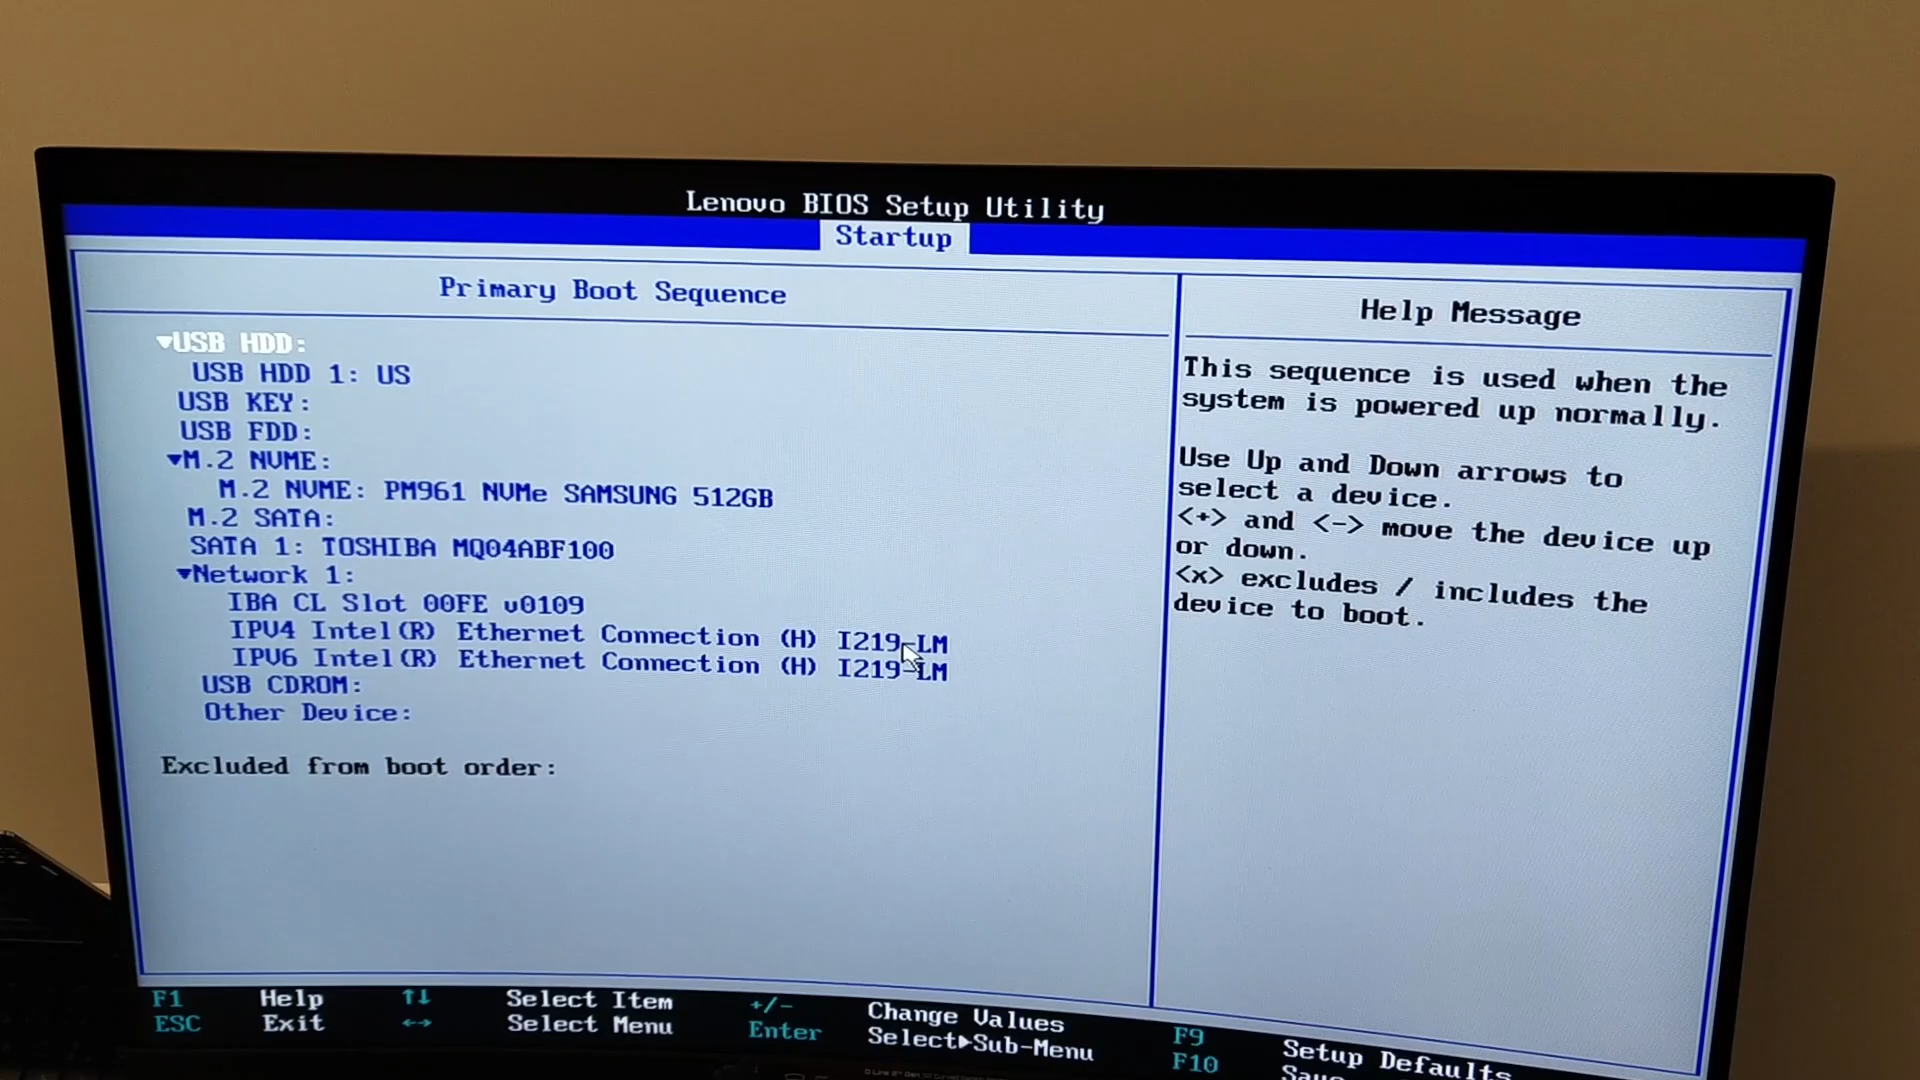 Lenovo BIOS Setup Utility
Startup
Primary Boot Sequence
▼USB HDD:
USB HDD 1: US
USB KEY:
USB FDD:
▼M.2 NVME:
M.2 NVME: PM961 NVMe SAMSUNG 512GB
M.2 SATA:
SATA 1: TOSHIBA MQ04ABF100
▼Network 1:
IBA CL Slot 00FE v0109
IPV4 Intel(R) Ethernet Connection (H) I219-LM
IPV6 Intel(R) Ethernet Connection (H) I219-LM
USB CDROM:
Other Device:
Excluded from boot order:
Help Message
This sequence is used when the
system is powered up normally.
Use Up and Down arrows to
select a device.
<+> and <-> move the device up
or down.
<x> excludes / includes the
device to boot.
F1 Help ↑↓ Select Item +/- Change Values F9 Setup Defaults
ESC Exit ↔ Select Menu Enter Select▶Sub-Menu F10